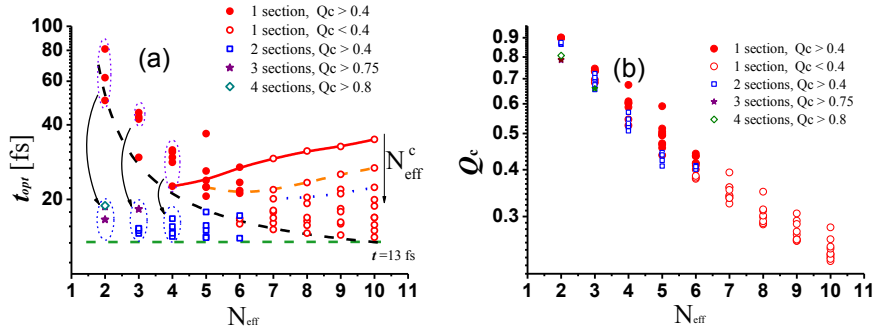 (a)
1 section, Qc > 0.4
1 section, Qc < 0.4
2 sections, Qc > 0.4
3 sections, Qc > 0.75
4 sections, Qc > 0.8
100
80
60
40
20
t_opt [fs]
N_eff^c
t =13 fs
1 2 3 4 5 6 7 8 9 10 11
N_eff
(b)
1 section, Qc > 0.4
1 section, Qc < 0.4
2 sections, Qc > 0.4
3 sections, Qc > 0.75
4 sections, Qc > 0.8
0.9
0.8
0.7
0.6
0.5
0.4
0.3
Q_c
1 2 3 4 5 6 7 8 9 10 11
N_eff